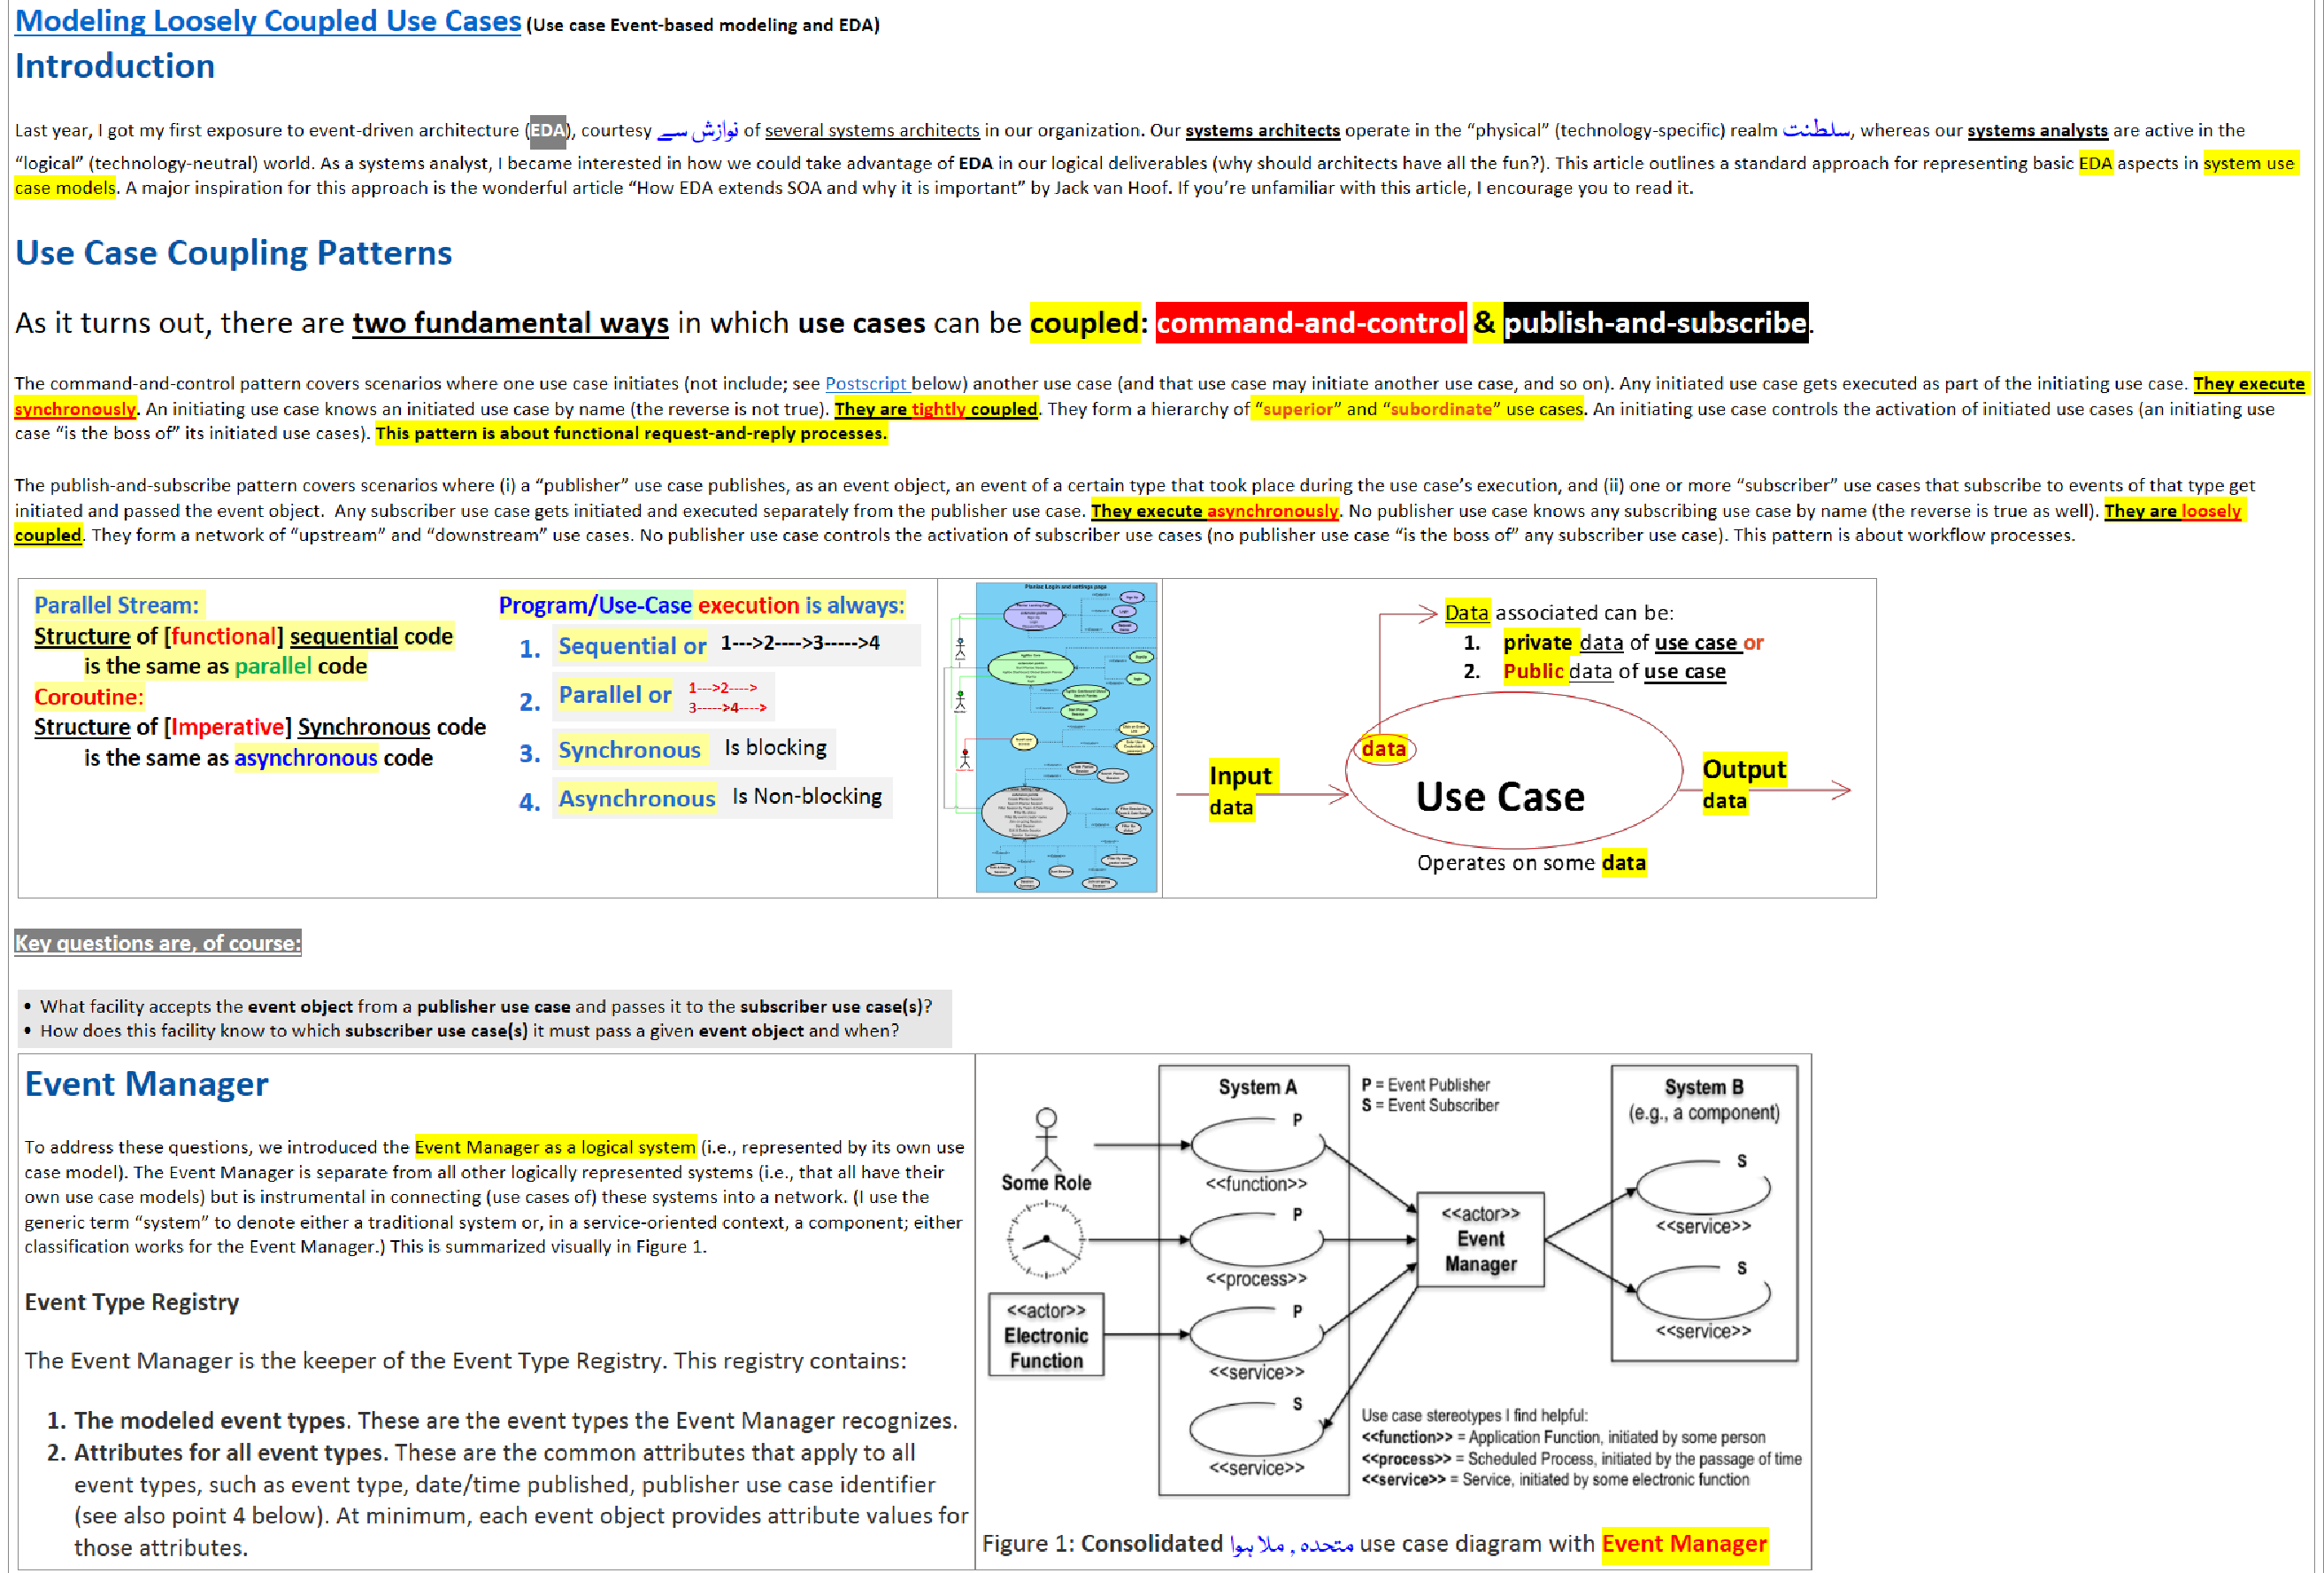 Modeling Loosely Coupled Use Cases (Use case Event-based modeling and EDA)
Introduction
Last year, I got my first exposure to event-driven architecture (EDA), courtesy نوازش سے of several systems architects in our organization. Our systems architects operate in the “physical” (technology-specific) realm سلطنت, whereas our systems analysts are active in the
“logical” (technology-neutral) world. As a systems analyst, I became interested in how we could take advantage of EDA in our logical deliverables (why should architects have all the fun?). This article outlines a standard approach for representing basic EDA aspects in system use
case models. A major inspiration for this approach is the wonderful article “How EDA extends SOA and why it is important” by Jack van Hoof. If you’re unfamiliar with this article, I encourage you to read it.
Use Case Coupling Patterns
As it turns out, there are two fundamental ways in which use cases can be coupled: command-and-control & publish-and-subscribe.
The command-and-control pattern covers scenarios where one use case initiates (not include; see Postscript below) another use case (and that use case may initiate another use case, and so on). Any initiated use case gets executed as part of the initiating use case. They execute
synchronously. An initiating use case knows an initiated use case by name (the reverse is not true). They are tightly coupled. They form a hierarchy of “superior” and “subordinate” use cases. An initiating use case controls the activation of initiated use cases (an initiating use
case “is the boss of” its initiated use cases). This pattern is about functional request-and-reply processes.
The publish-and-subscribe pattern covers scenarios where (i) a “publisher” use case publishes, as an event object, an event of a certain type that took place during the use case’s execution, and (ii) one or more “subscriber” use cases that subscribe to events of that type get
initiated and passed the event object. Any subscriber use case gets initiated and executed separately from the publisher use case. They execute asynchronously. No publisher use case knows any subscribing use case by name (the reverse is true as well). They are loosely
coupled. They form a network of “upstream” and “downstream” use cases. No publisher use case controls the activation of subscriber use cases (no publisher use case “is the boss of” any subscriber use case). This pattern is about workflow processes.
Parallel Stream:
Structure of [functional] sequential code
is the same as parallel code
Coroutine:
Structure of [Imperative] Synchronous code
is the same as asynchronous code
Program/Use-Case execution is always:
1. Sequential or 1--->2---->3----->4
2. Parallel or 1--->2---->
3----->4---->
3. Synchronous Is blocking
4. Asynchronous Is Non-blocking
Planiac Login and settings page
Data associated can be:
1. private data of use case or
2. Public data of use case
data
Input
data
Use Case
Output
data
Operates on some data
Key questions are, of course:
• What facility accepts the event object from a publisher use case and passes it to the subscriber use case(s)?
• How does this facility know to which subscriber use case(s) it must pass a given event object and when?
Event Manager
To address these questions, we introduced the Event Manager as a logical system (i.e., represented by its own use
case model). The Event Manager is separate from all other logically represented systems (i.e., that all have their
own use case models) but is instrumental in connecting (use cases of) these systems into a network. (I use the
generic term “system” to denote either a traditional system or, in a service-oriented context, a component; either
classification works for the Event Manager.) This is summarized visually in Figure 1.
Event Type Registry
The Event Manager is the keeper of the Event Type Registry. This registry contains:
1. The modeled event types. These are the event types the Event Manager recognizes.
2. Attributes for all event types. These are the common attributes that apply to all
event types, such as event type, date/time published, publisher use case identifier
(see also point 4 below). At minimum, each event object provides attribute values for
those attributes.
System A
P = Event Publisher
S = Event Subscriber
System B
(e.g., a component)
Some Role
P
<<function>>
P
<<process>>
<<actor>>
Electronic
Function
P
<<service>>
S
<<service>>
<<actor>>
Event
Manager
S
<<service>>
S
<<service>>
Use case stereotypes I find helpful:
<<function>> = Application Function, initiated by some person
<<process>> = Scheduled Process, initiated by the passage of time
<<service>> = Service, initiated by some electronic function
Figure 1: Consolidated متحدہ , ملا ہوا use case diagram with Event Manager